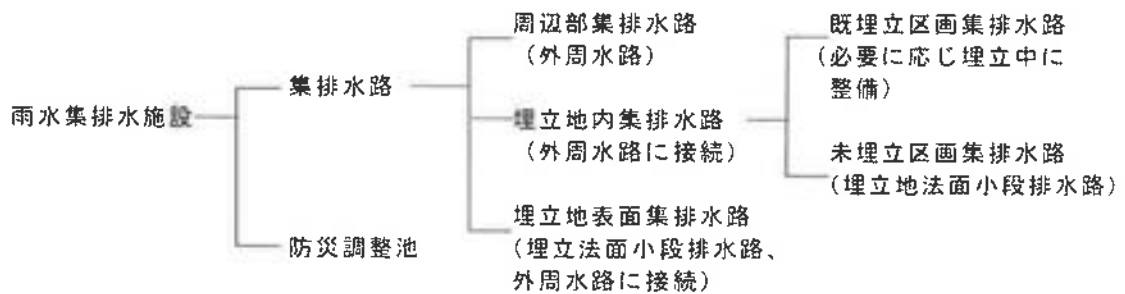 雨水集排水施設
集排水路
防災調整池
周辺部集排水路
（外周水路）
埋立地内集排水路
（外周水路に接続）
埋立地表面集排水路
（埋立法面小段排水路、
外周水路に接続）
既埋立区画集排水路
（必要に応じ埋立中に
整備）
未埋立区画集排水路
（埋立地法面小段排水路）